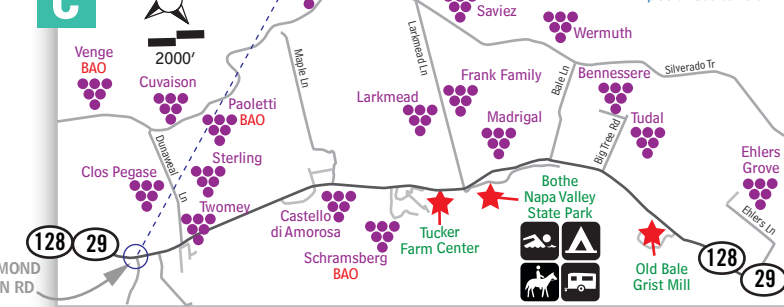 C
2000'
Saviez
Wermuth
Larkmead Ln
Maple Ln
Silverado Tr
Bale Ln
Venge
BAO
Cuvaison
Paoletti
BAO
Larkmead
Frank Family
Madrigal
Bennessere
Big Tree Rd
Tudal
Dunaweal Ln
Clos Pegase
Sterling
Twomey
Castello
di Amorosa
Schramsberg
BAO
Tucker
Farm Center
Bothe
Napa Valley
State Park
Ehlers
Grove
Ehlers Ln
Old Bale
Grist Mill
128
29
128
29
MOND
N RD